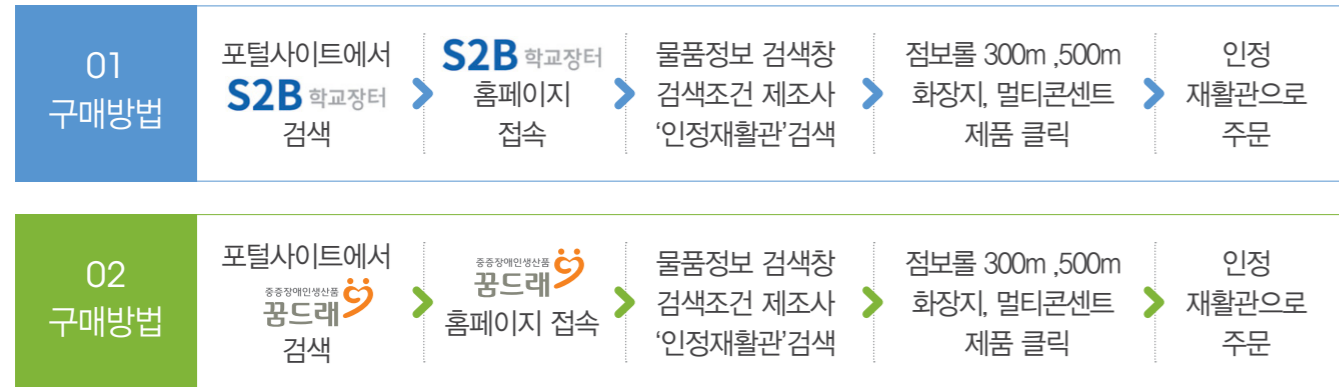 01
구매방법
포털사이트에서
S2B 학교장터
검색
S2B 학교장터
홈페이지
접속
물품정보 검색창
검색조건 제조사
‘인정재활관’검색
점보롤 300m ,500m
화장지, 멀티콘센트
제품 클릭
인정
재활관으로
주문
02
구매방법
포털사이트에서
중증장애인생산품
꿈드래
검색
중증장애인생산품
꿈드래
홈페이지 접속
물품정보 검색창
검색조건 제조사
‘인정재활관’검색
점보롤 300m ,500m
화장지, 멀티콘센트
제품 클릭
인정
재활관으로
주문